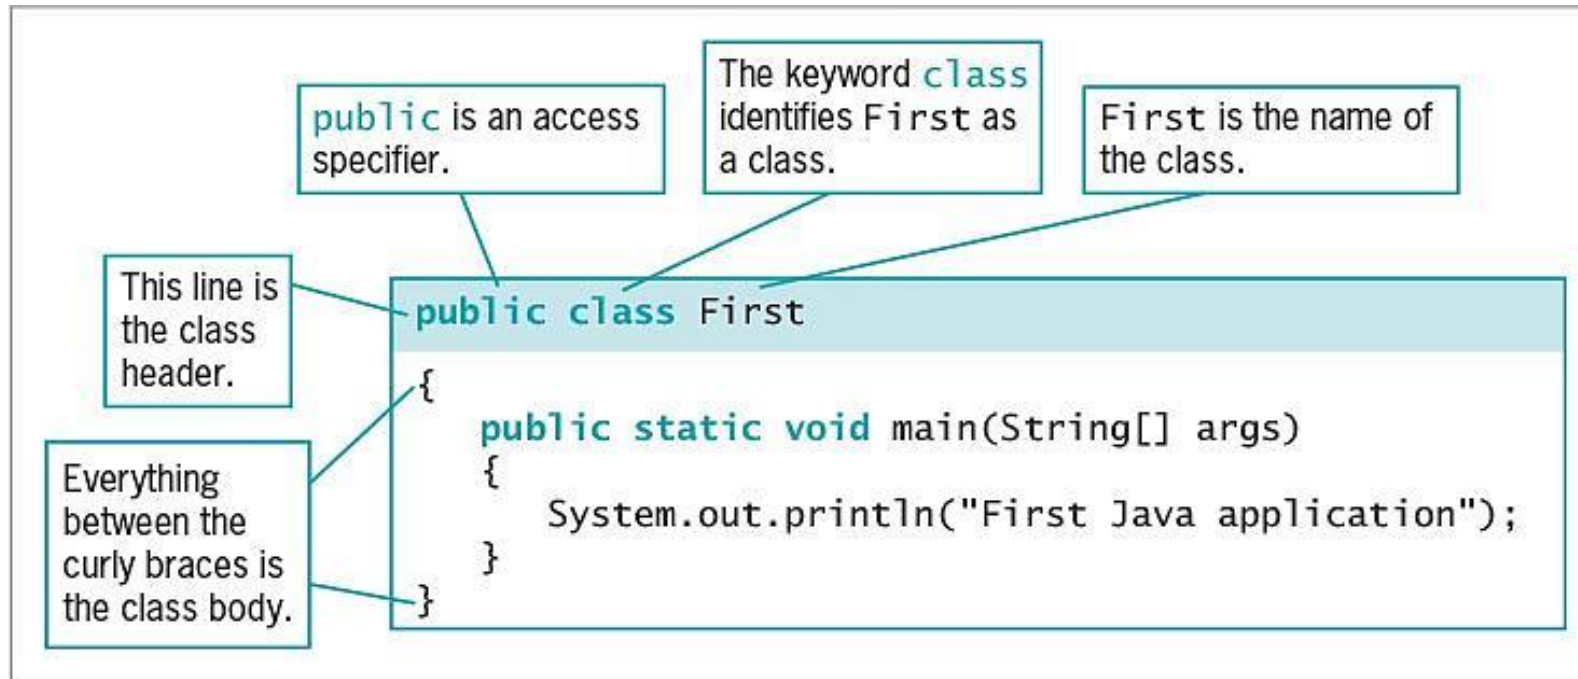 public is an access
specifier.
The keyword class
identifies First as
a class.
First is the name of
the class.
This line is
the class
header.
public class First
{
public static void main(String[] args)
{
System.out.println("First Java application");
}
}
Everything
between the
curly braces is
the class body.